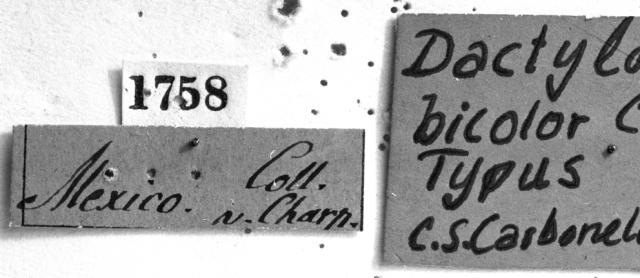 1758
Mexico. Coll.
v. Charp.
Dactylo
bicolor C
Typus
C.S. Carbonell